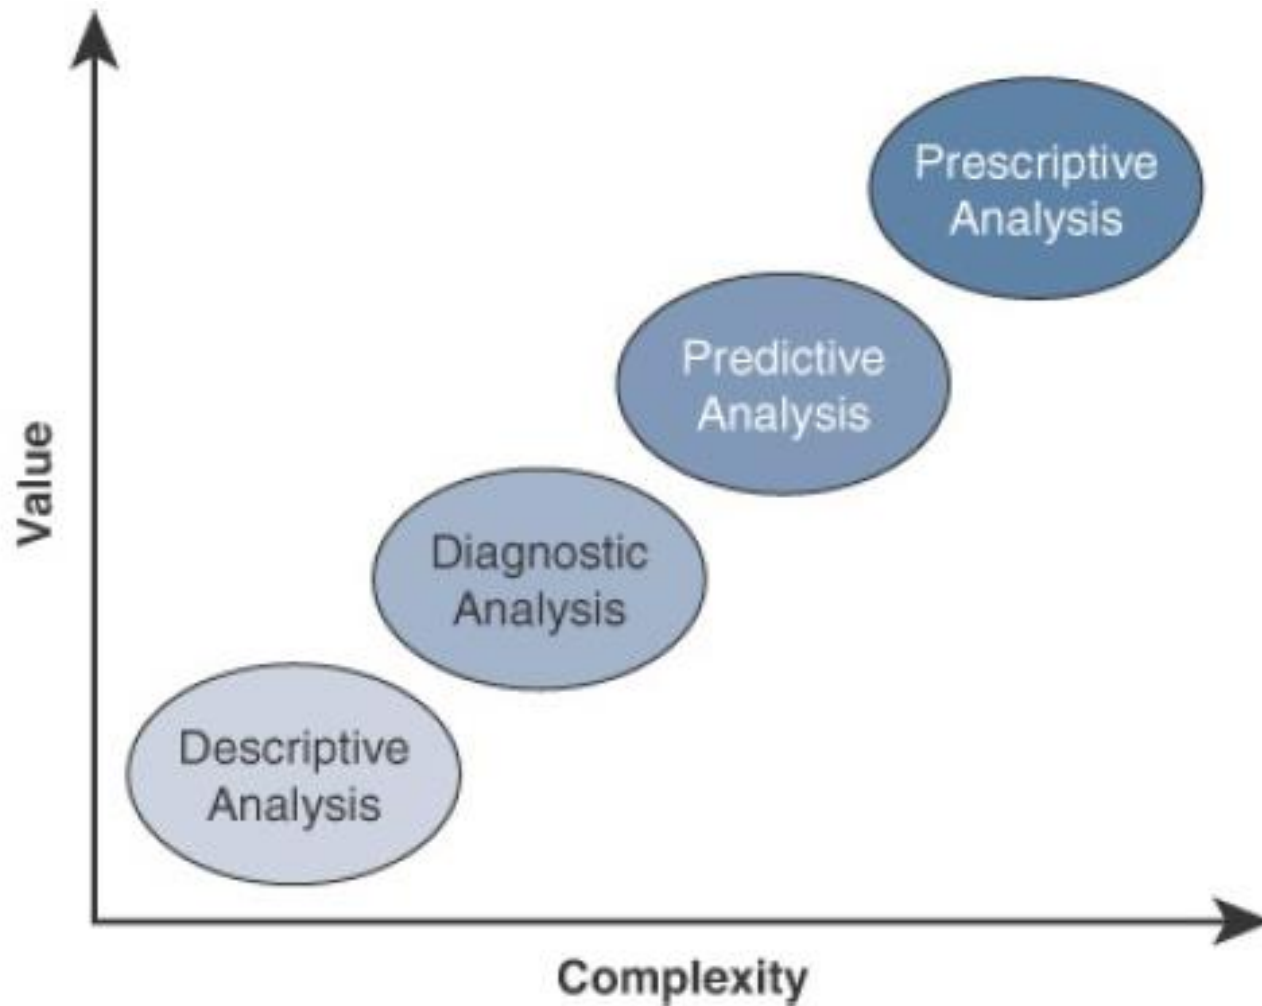 Prescriptive
Analysis
Predictive
Analysis
Value
Diagnostic
Analysis
Descriptive
Analysis
Complexity